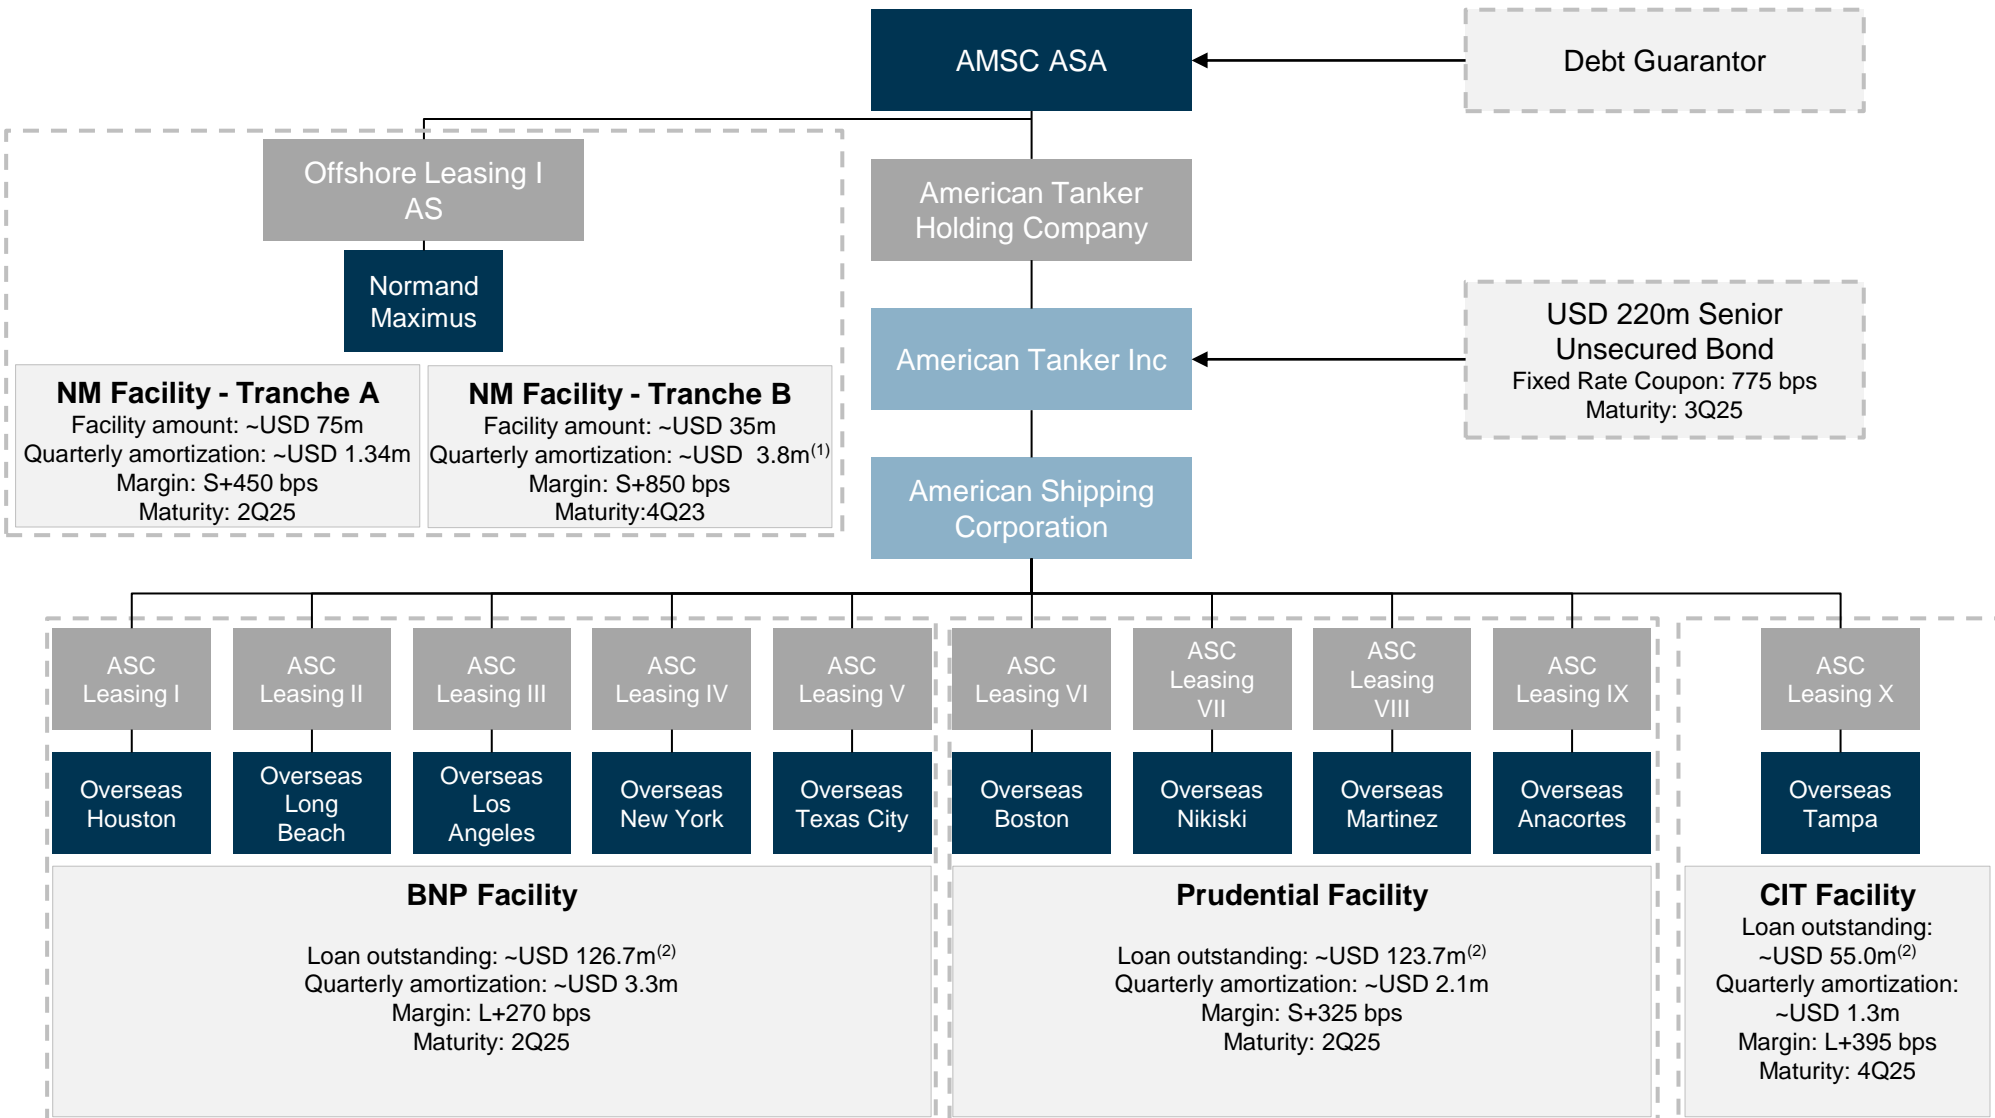 AMSC ASA
Debt Guarantor
Offshore Leasing I
AS
American Tanker
Holding Company
Normand
Maximus
American Tanker Inc
USD 220m Senior
Unsecured Bond
Fixed Rate Coupon: 775 bps
Maturity: 3Q25
NM Facility - Tranche A
Facility amount: ~USD 75m
Quarterly amortization: ~USD 1.34m
Margin: S+450 bps
Maturity: 2Q25
NM Facility - Tranche B
Facility amount: ~USD 35m
Quarterly amortization: ~USD 3.8m(1)
Margin: S+850 bps
Maturity:4Q23
American Shipping
Corporation
ASC
Leasing I
ASC
Leasing II
ASC
Leasing III
ASC
Leasing IV
ASC
Leasing V
ASC
Leasing VI
ASC
Leasing
VII
ASC
Leasing
VIII
ASC
Leasing IX
ASC
Leasing X
Overseas
Houston
Overseas
Long
Beach
Overseas
Los
Angeles
Overseas
New York
Overseas
Texas City
Overseas
Boston
Overseas
Nikiski
Overseas
Martinez
Overseas
Anacortes
Overseas
Tampa
BNP Facility
Loan outstanding: ~USD 126.7m(2)
Quarterly amortization: ~USD 3.3m
Margin: L+270 bps
Maturity: 2Q25
Prudential Facility
Loan outstanding: ~USD 123.7m(2)
Quarterly amortization: ~USD 2.1m
Margin: S+325 bps
Maturity: 2Q25
CIT Facility
Loan outstanding:
~USD 55.0m(2)
Quarterly amortization:
~USD 1.3m
Margin: L+395 bps
Maturity: 4Q25